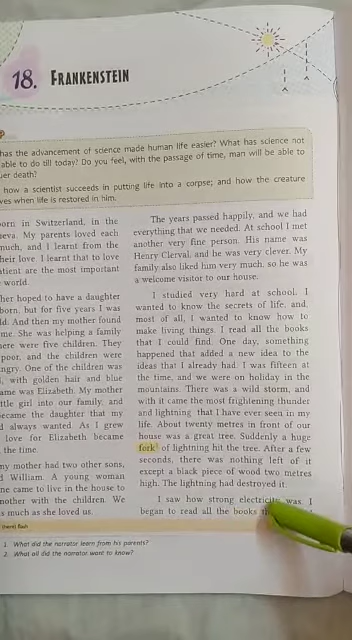 18. FRANKENSTEIN
has the advancement of science made human life easier? What has science not
able to do till today? Do you feel, with the passage of time, man will be able to
death?
how a scientist succeeds in putting life into a corpse; and how the creature
when life is restored in him.
born in Switzerland, in the
My parents loved each
much, and I learnt from the
their love. I learnt that to love
patient are the most important
world.
her hoped to have a daughter
born, but for five years I was
And then my mother found
me. She was helping a family
there were five children. They
poor, and the children were
One of the children was
with golden hair and blue
name was Elizabeth. My mother
little girl into our family, and
became the daughter that my
always wanted. As I grew
love for Elizabeth became
the time.
my mother had two other sons,
William. A young woman
came to live in the house to
mother with the children. We
as much as she loved us.
The years passed happily, and we had
everything that we needed. At school I met
another very fine person. His name was
Henry Clerval, and he was very clever. My
family also liked him very much, so he was
a welcome visitor to our house.
I studied very hard at school. I
wanted to know the secrets of life, and,
most of all, I wanted to know how to
make living things. I read all the books
that I could find. One day, something
happened that added a new idea to the
ideas that I already had. I was fifteen at
the time, and we were on holiday in the
mountains. There was a wild storm, and
with it came the most frightening thunder
and lightning that I have ever seen in my
life. About twenty metres in front of our
house was a great tree. Suddenly a huge
fork¹ of lightning hit the tree. After a few
seconds, there was nothing left of it
except a black piece of wood two metres
high. The lightning had destroyed it.
I saw how strong electricity was. I
began to read all the books
(here) flash
1. What did the narrator learn from his parents?
2. What all did the narrator want to know?